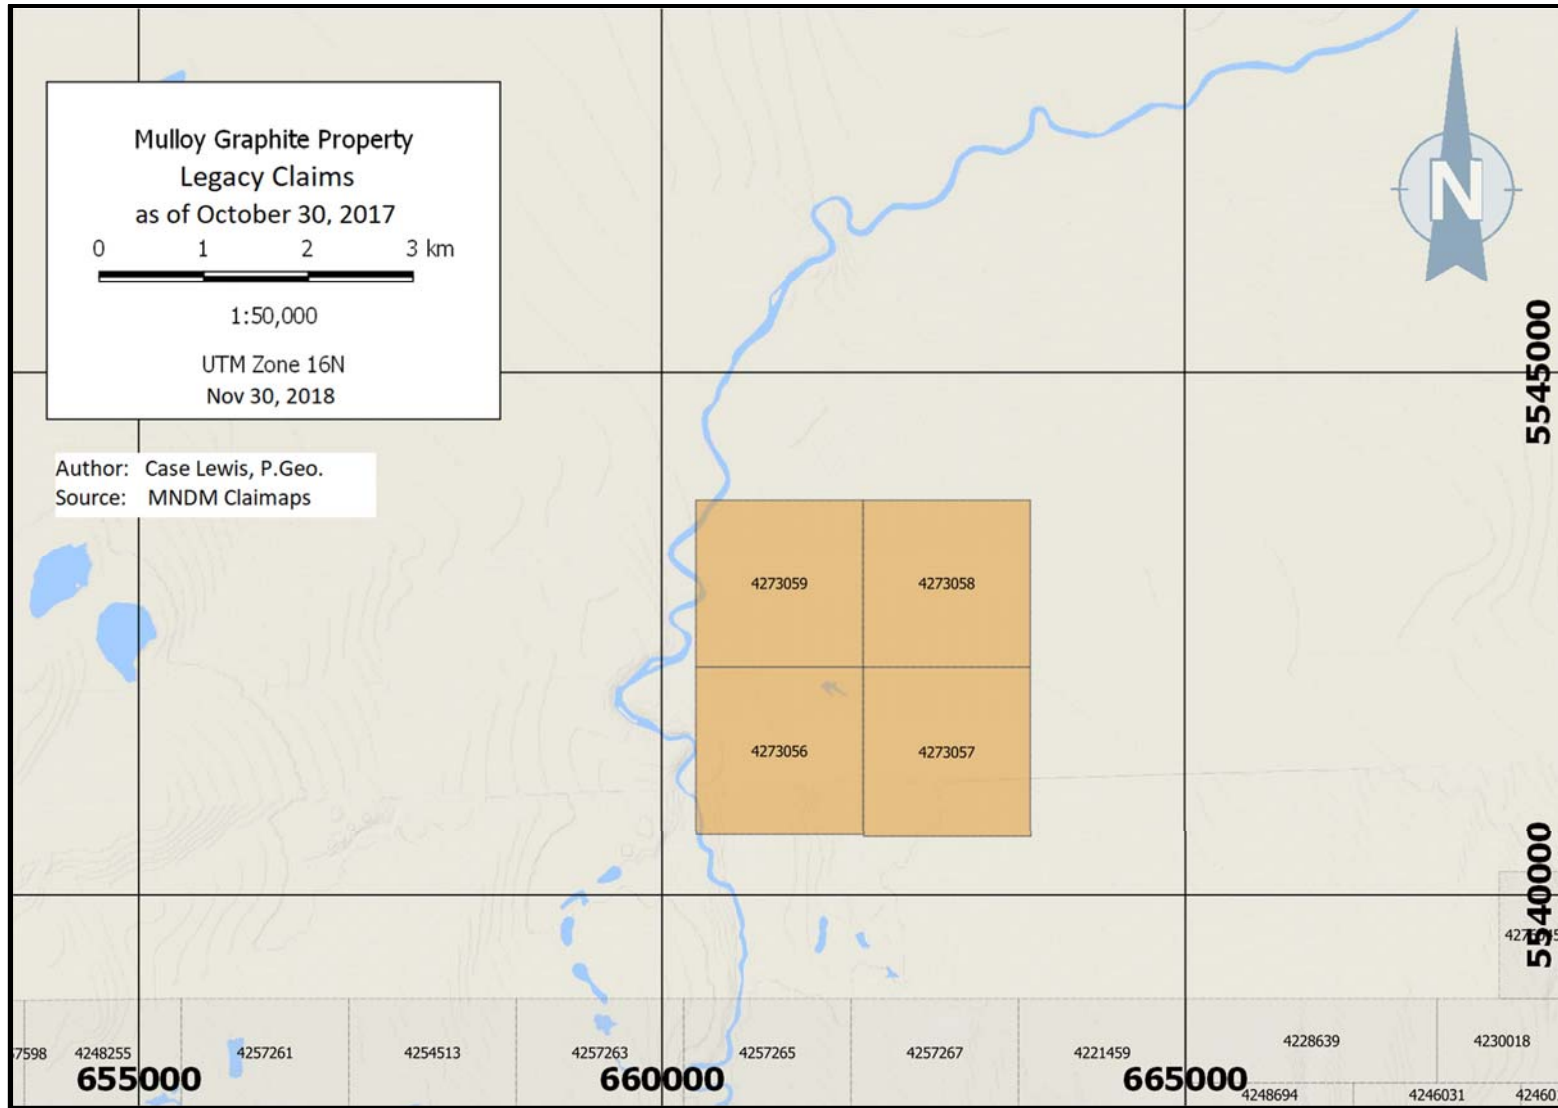 Mulloy Graphite Property
Legacy Claims
as of October 30, 2017
0 1 2 3 km
1:50,000
UTM Zone 16N
Nov 30, 2018
N
5545000
Author: Case Lewis, P.Geo.
Source: MNDM Claimaps
4273059 4273058
4273056 4273057
5540000
4228639 4230018
7598 4248255 4257261 4254513 4257263 4257265 4257267 4221459
655000 660000 665000
4248694 4246031 42460